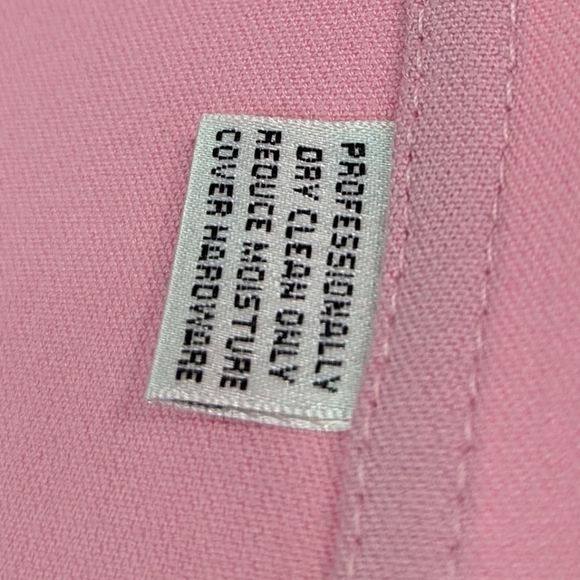 PROFESSIONALLY
DRY CLEAN ONLY
REDUCE MOISTURE
COVER HARDWARE